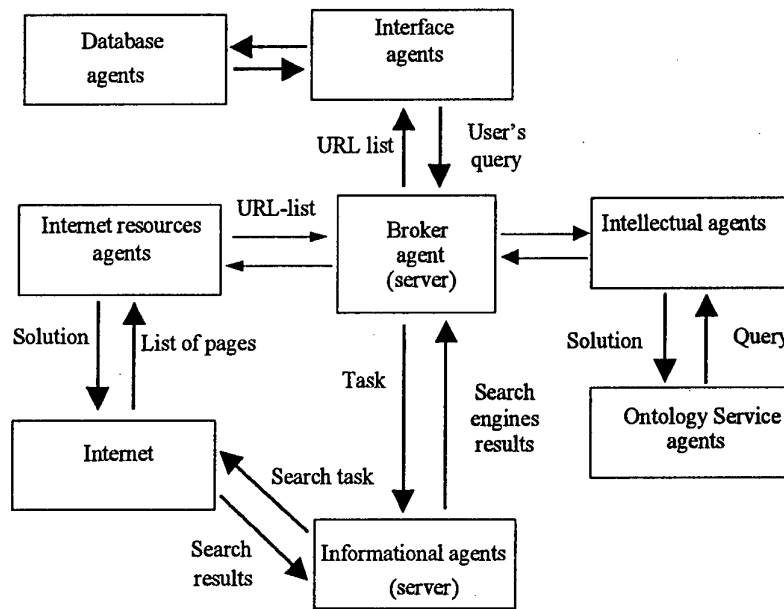 Database
agents
Interface
agents
URL list
User's
query
Internet resources
agents
URL-list
Broker
agent
(server)
Intellectual agents
Solution
List of pages
Task
Search
engines
results
Solution
Query
Ontology Service
agents
Internet
Search task
Search
results
Informational agents
(server)